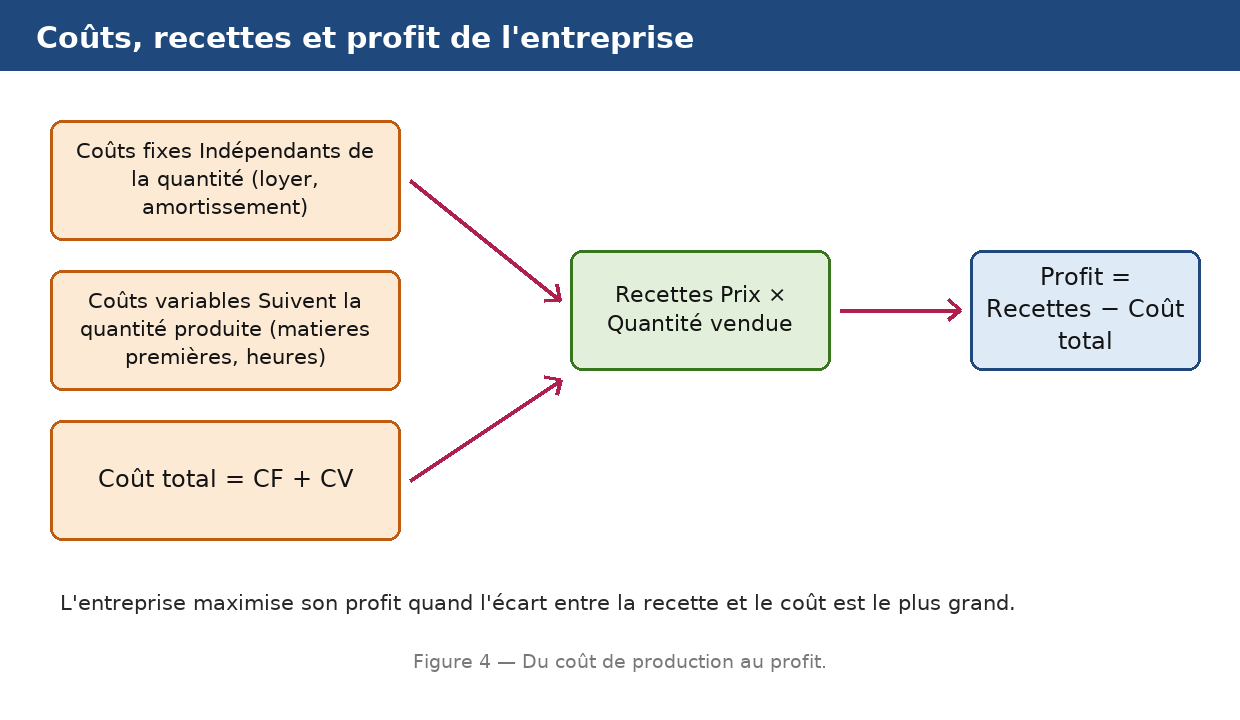 Coûts, recettes et profit de l'entreprise
Coûts fixes Indépendants de
la quantité (loyer,
amortissement)
Coûts variables Suivent la
quantité produite (matieres
premières, heures)
Coût total = CF + CV
Recettes Prix ×
Quantité vendue
Profit =
Recettes − Coût
total
L'entreprise maximise son profit quand l'écart entre la recette et le coût est le plus grand.
Figure 4 — Du coût de production au profit.